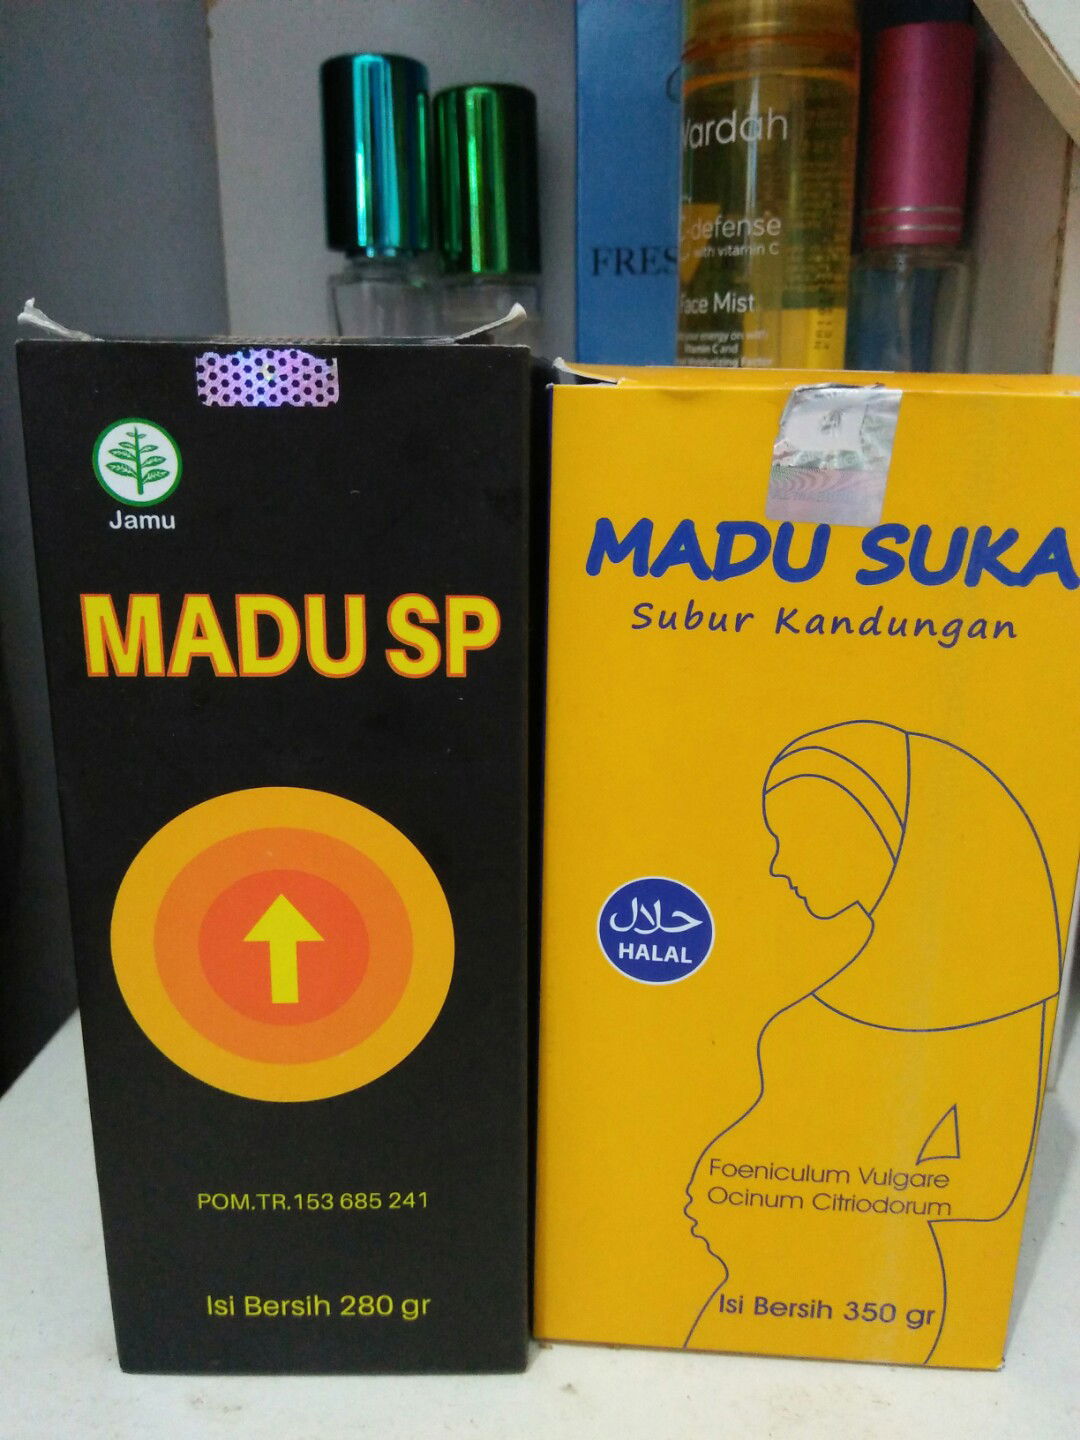 Wardah
C-defense
with vitamin C
Face Mist
FRES
Jamu
MADU SP
POM.TR.153 685 241
Isi Bersih 280 gr
MADU SUKA
Subur Kandungan
حلال
HALAL
Foeniculum Vulgare
Ocinum Citriodorum
Isi Bersih 350 gr